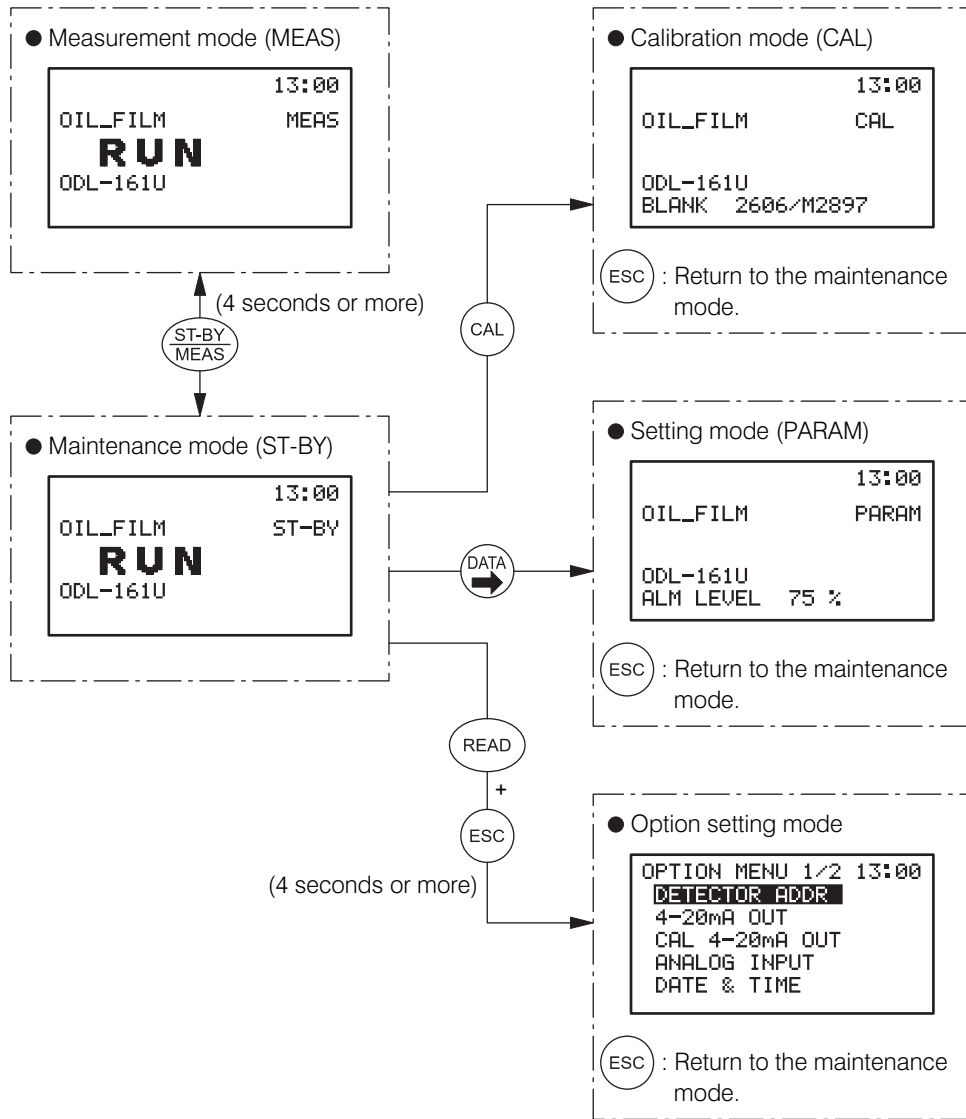 ● Measurement mode (MEAS)
13:00
OIL_FILM MEAS
RUN
ODL-161U
(4 seconds or more)
ST-BY
MEAS
● Maintenance mode (ST-BY)
13:00
OIL_FILM ST-BY
RUN
ODL-161U
CAL
DATA
READ
+
ESC
(4 seconds or more)
● Calibration mode (CAL)
13:00
OIL_FILM CAL
ODL-161U
BLANK 2606/M2897
ESC : Return to the maintenance
mode.
● Setting mode (PARAM)
13:00
OIL_FILM PARAM
ODL-161U
ALM LEVEL 75 %
ESC : Return to the maintenance
mode.
● Option setting mode
OPTION MENU 1/2 13:00
DETECTOR ADDR
4-20mA OUT
CAL 4-20mA OUT
ANALOG INPUT
DATE & TIME
ESC : Return to the maintenance
mode.